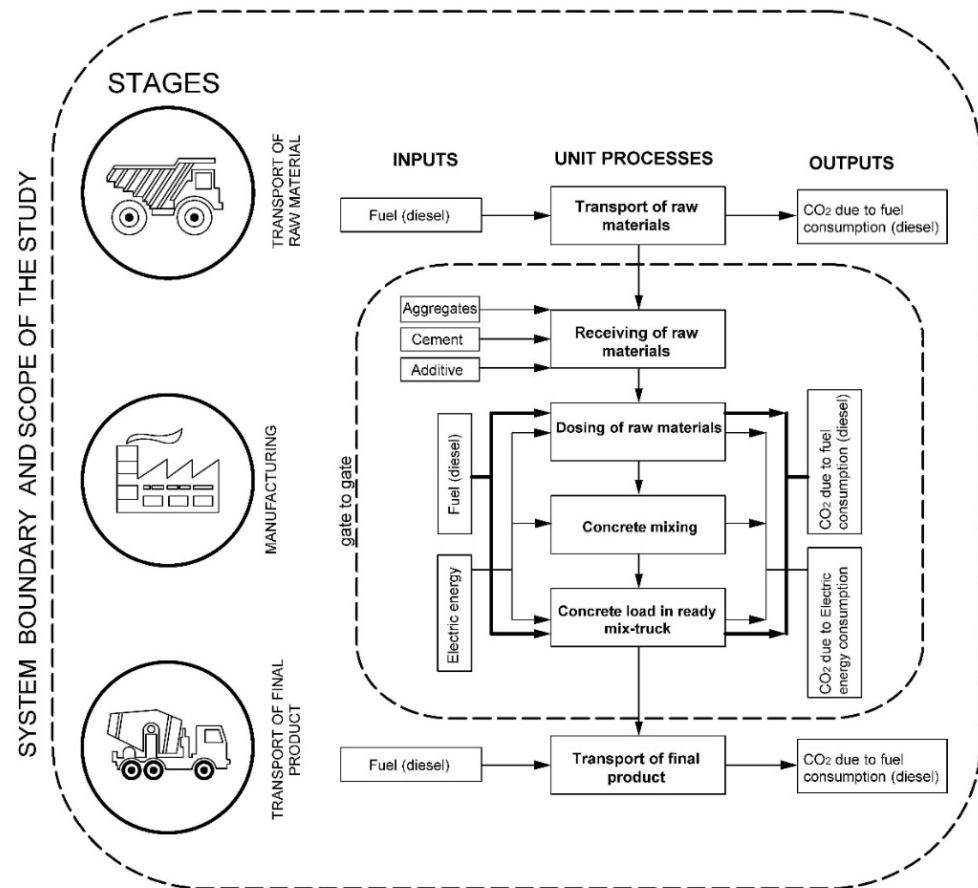 SYSTEM BOUNDARY AND SCOPE OF THE STUDY
STAGES
TRANSPORT OF
RAW MATERIAL
MANUFACTURING
TRANSPORT OF FINAL
PRODUCT
INPUTS
UNIT PROCESSES
OUTPUTS
Fuel (diesel)
Transport of raw
materials
CO₂ due to fuel
consumption (diesel)
gate to gate
Aggregates
Cement
Additive
Receiving of raw
materials
Fuel (diesel)
Electric energy
Dosing of raw materials
Concrete mixing
Concrete load in ready
mix-truck
CO₂ due to fuel
consumption (diesel)
CO₂ due to Electric
energy consumption
Fuel (diesel)
Transport of final
product
CO₂ due to fuel
consumption (diesel)